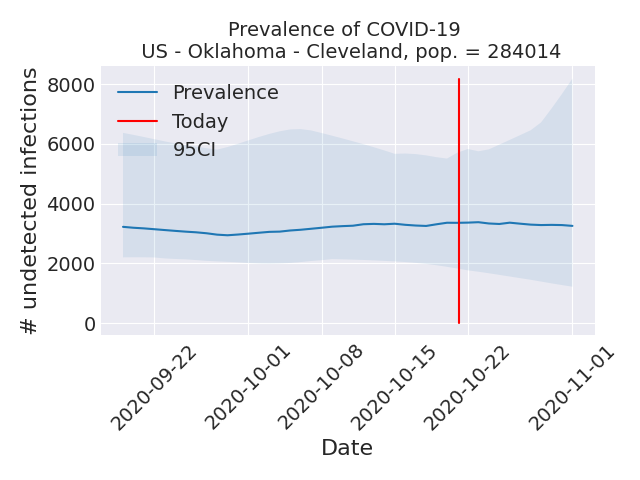 Prevalence of COVID-19
US - Oklahoma - Cleveland, pop. = 284014
# undetected infections
8000
6000
4000
2000
0
Prevalence
Today
95CI
2020-09-22
2020-10-01
2020-10-08
2020-10-15
2020-10-22
2020-11-01
Date